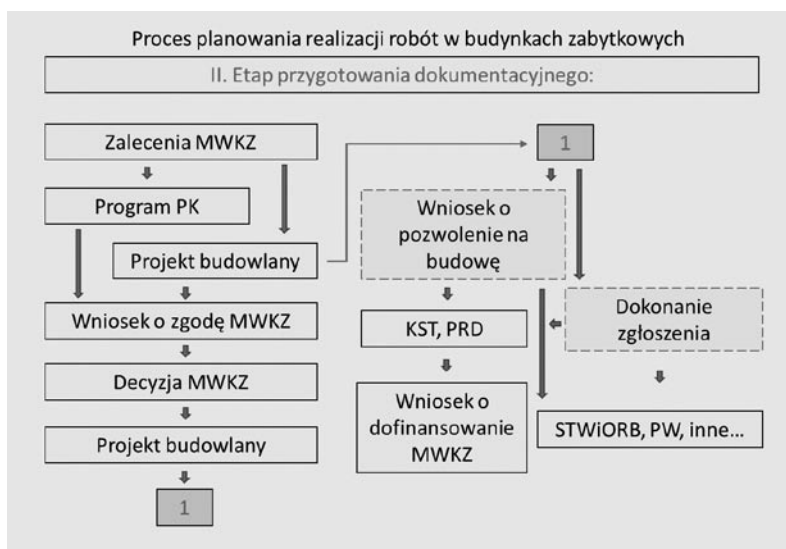 Proces planowania realizacji robót w budynkach zabytkowych
II. Etap przygotowania dokumentacyjnego:
Zalecenia MWKZ
Program PK
Projekt budowlany
Wniosek o zgodę MWKZ
Decyzja MWKZ
Projekt budowlany
1
1
Wniosek o
pozwolenie na
budowę
Dokonanie
zgłoszenia
KST, PRD
Wniosek o
dofinansowanie
MWKZ
STWiORB, PW, inne...